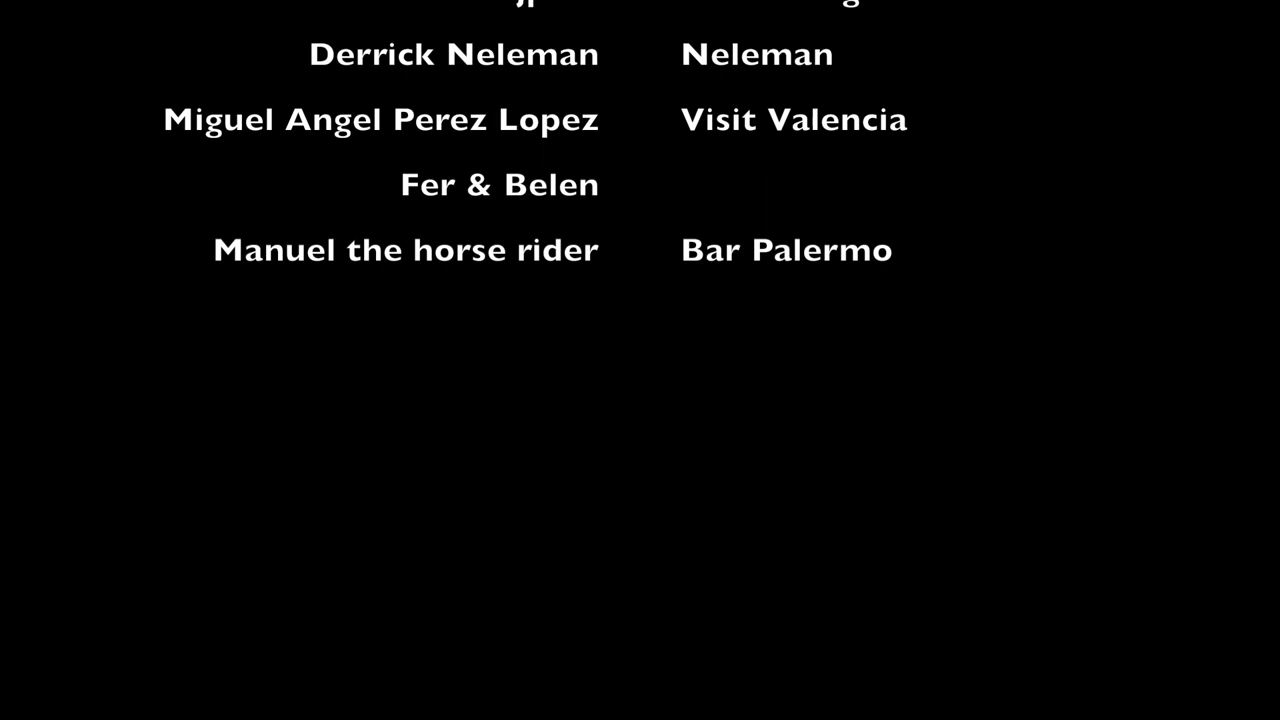 Derrick Neleman Neleman
Miguel Angel Perez Lopez Visit Valencia
Fer & Belen
Manuel the horse rider Bar Palermo